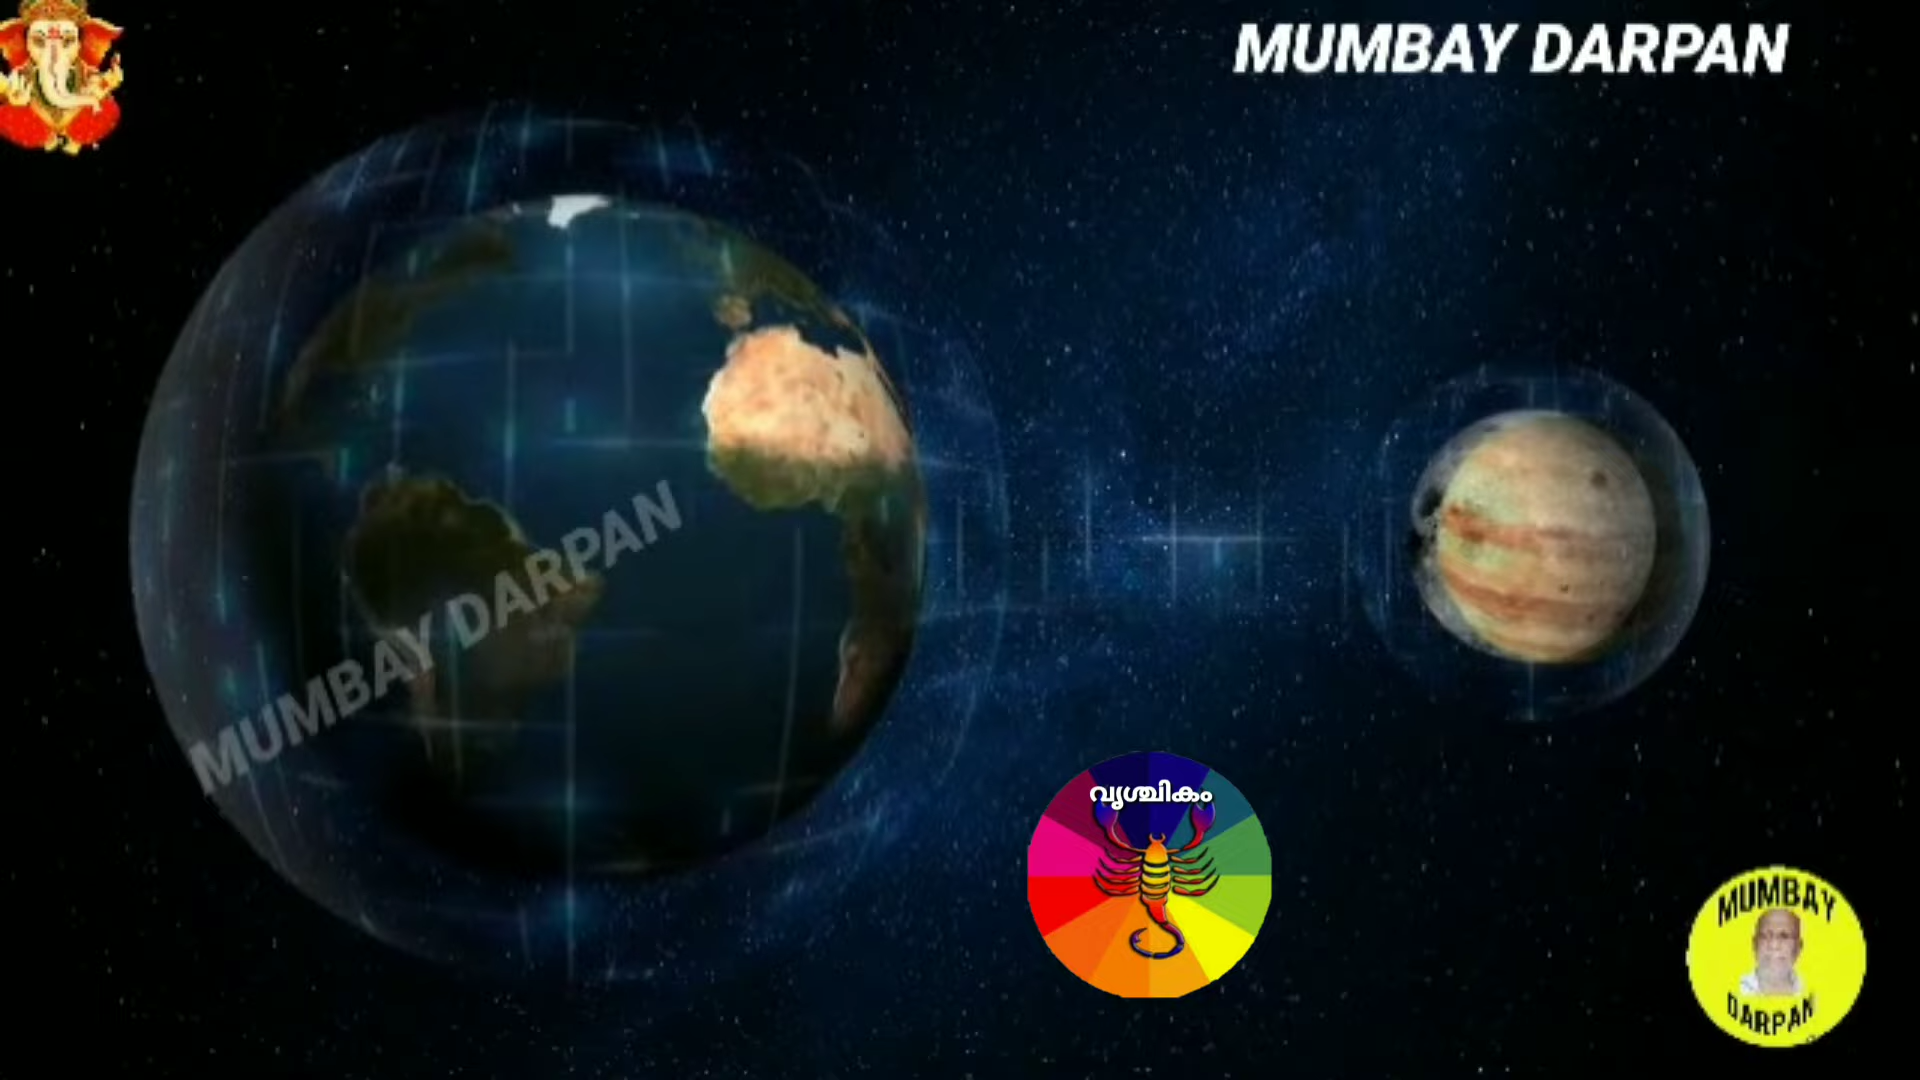 MUMBAY DARPAN
MUMBAY DARPAN
വൃശ്ചികം
MUMBAY
DARPAN